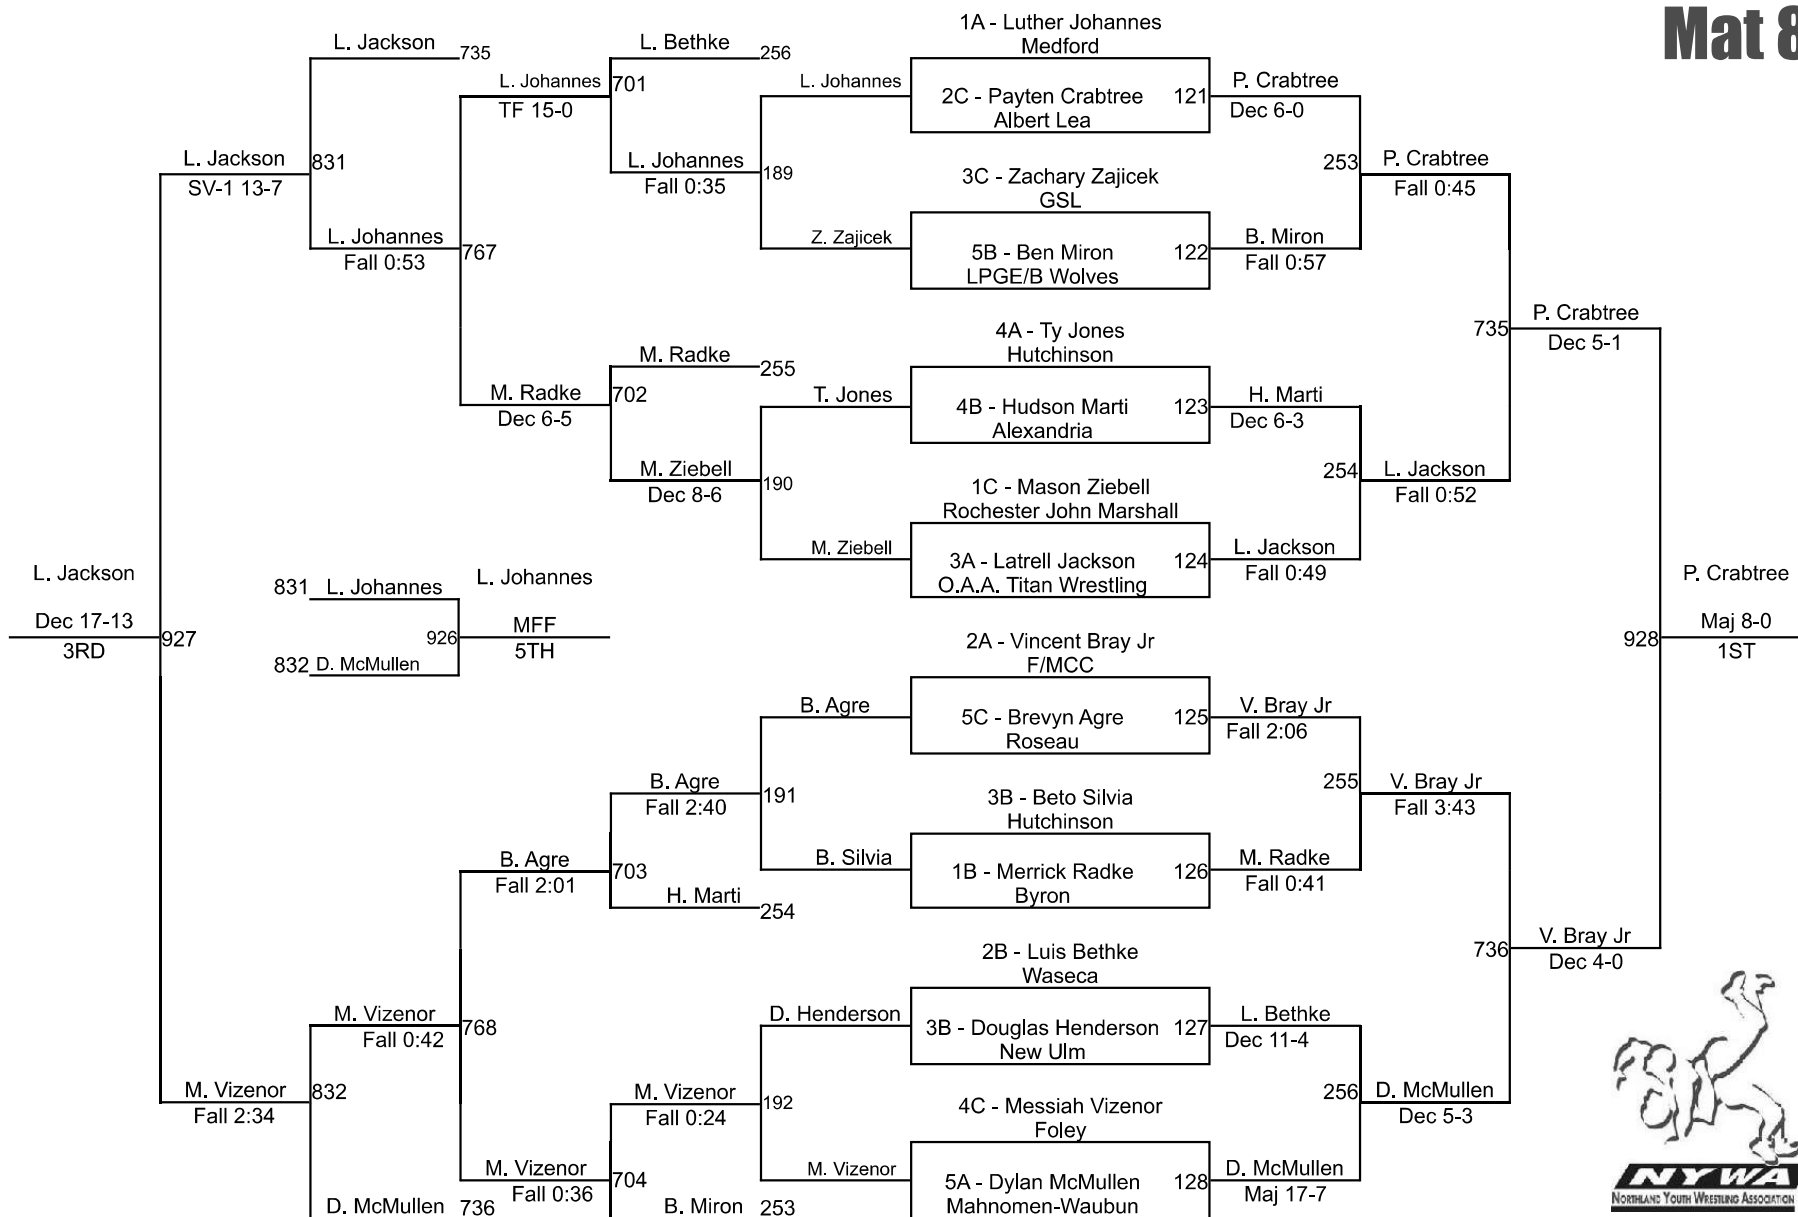 Mat 8
1A - Luther Johannes
Medford
L. Jackson 735
L. Bethke 256
L. Johannes 701
TF 15-0
L. Johannes
2C - Payten Crabtree 121
Albert Lea
P. Crabtree
Dec 6-0
L. Jackson 831
SV-1 13-7
L. Johannes 189
Fall 0:35
3C - Zachary Zajicek
GSL
253 P. Crabtree
Fall 0:45
L. Johannes 767
Fall 0:53
Z. Zajicek
5B - Ben Miron 122
LPGE/B Wolves
B. Miron
Fall 0:57
4A - Ty Jones
Hutchinson
735 P. Crabtree
Dec 5-1
M. Radke 255
M. Radke 702
Dec 6-5
T. Jones
4B - Hudson Marti 123
Alexandria
H. Marti
Dec 6-3
M. Ziebell 190
Dec 8-6
1C - Mason Ziebell
Rochester John Marshall
254 L. Jackson
Fall 0:52
M. Ziebell
3A - Latrell Jackson 124
O.A.A. Titan Wrestling
L. Jackson
Fall 0:49
L. Jackson
Dec 17-13 927
3RD
831 L. Johannes
L. Johannes
926 MFF
5TH
832 D. McMullen
P. Crabtree
928 Maj 8-0
1ST
2A - Vincent Bray Jr
F/MCC
B. Agre
5C - Brevyn Agre 125
Roseau
V. Bray Jr
Fall 2:06
B. Agre 191
Fall 2:40
3B - Beto Silvia
Hutchinson
255 V. Bray Jr
Fall 3:43
B. Agre 703
Fall 2:01
B. Silvia
1B - Merrick Radke 126
Byron
M. Radke
Fall 0:41
H. Marti 254
2B - Luis Bethke
Waseca
736 V. Bray Jr
Dec 4-0
M. Vizenor 768
Fall 0:42
D. Henderson
3B - Douglas Henderson 127
New Ulm
L. Bethke
Dec 11-4
M. Vizenor 832
Fall 2:34
M. Vizenor 192
Fall 0:24
4C - Messiah Vizenor
Foley
256 D. McMullen
Dec 5-3
M. Vizenor 704
Fall 0:36
M. Vizenor
5A - Dylan McMullen 128
Mahnomen-Waubun
D. McMullen
Maj 17-7
D. McMullen 736
B. Miron 253
NYWA
NORTHLAND YOUTH WRESTLING ASSOCIATION